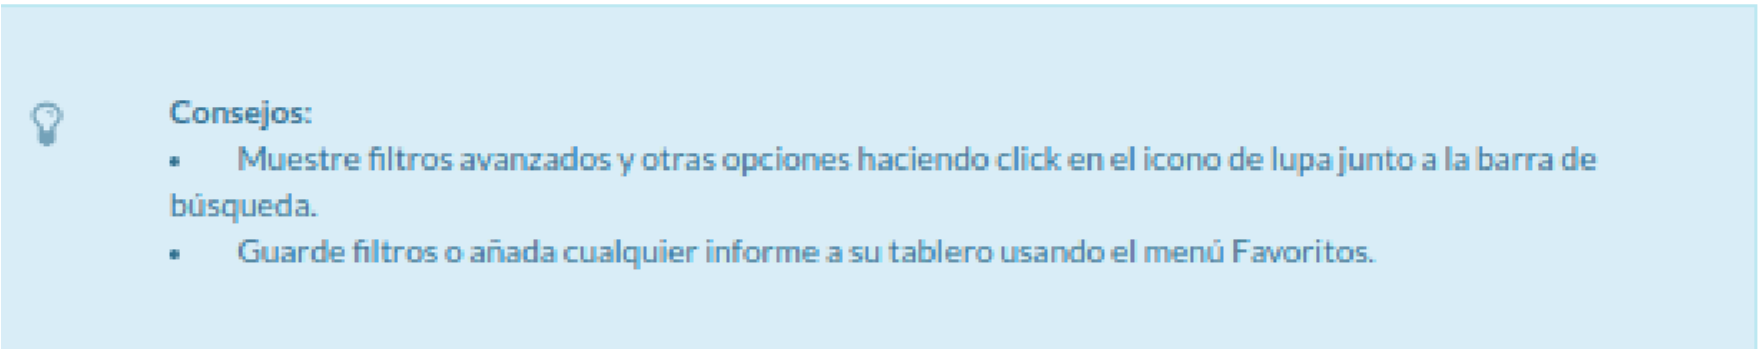 Consejos:
• Muestre filtros avanzados y otras opciones haciendo click en el icono de lupa junto a la barra de
búsqueda.
• Guarde filtros o añada cualquier informe a su tablero usando el menú Favoritos.